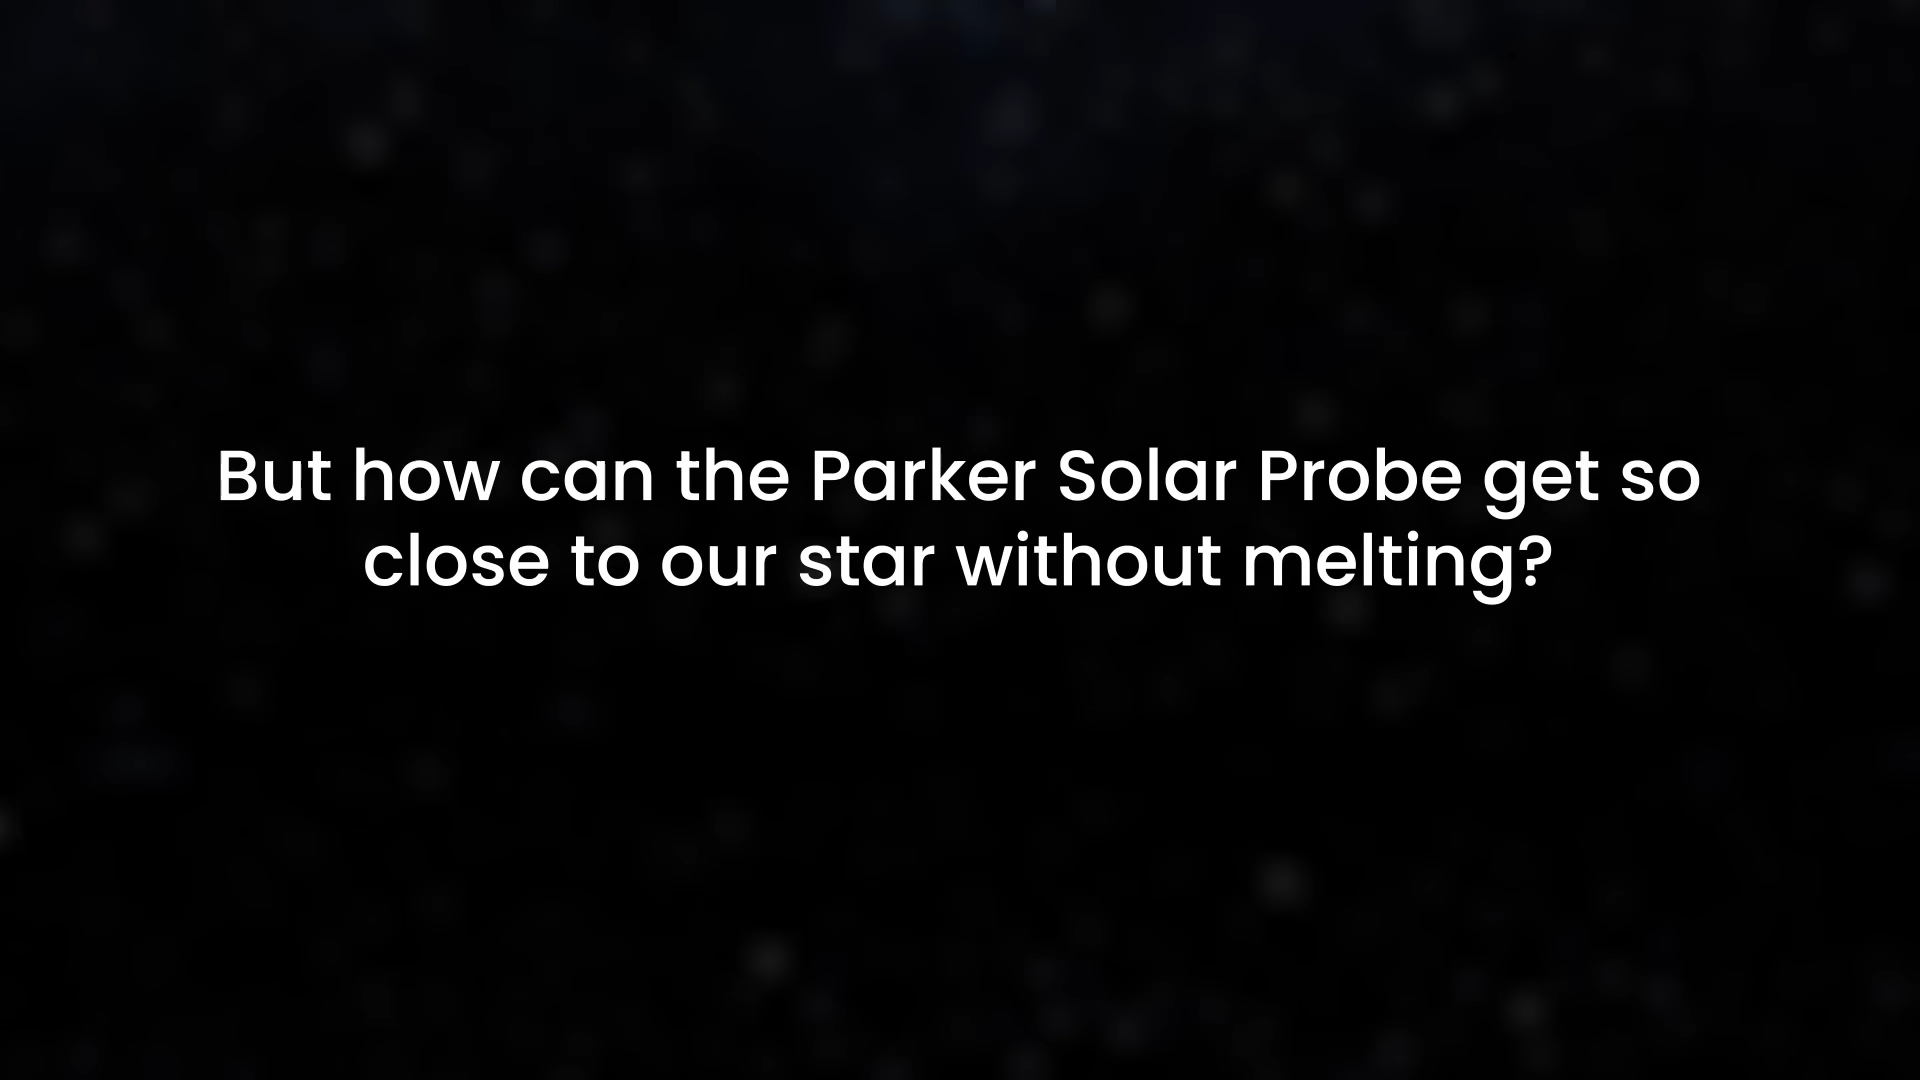 But how can the Parker Solar Probe get so
close to our star without melting?